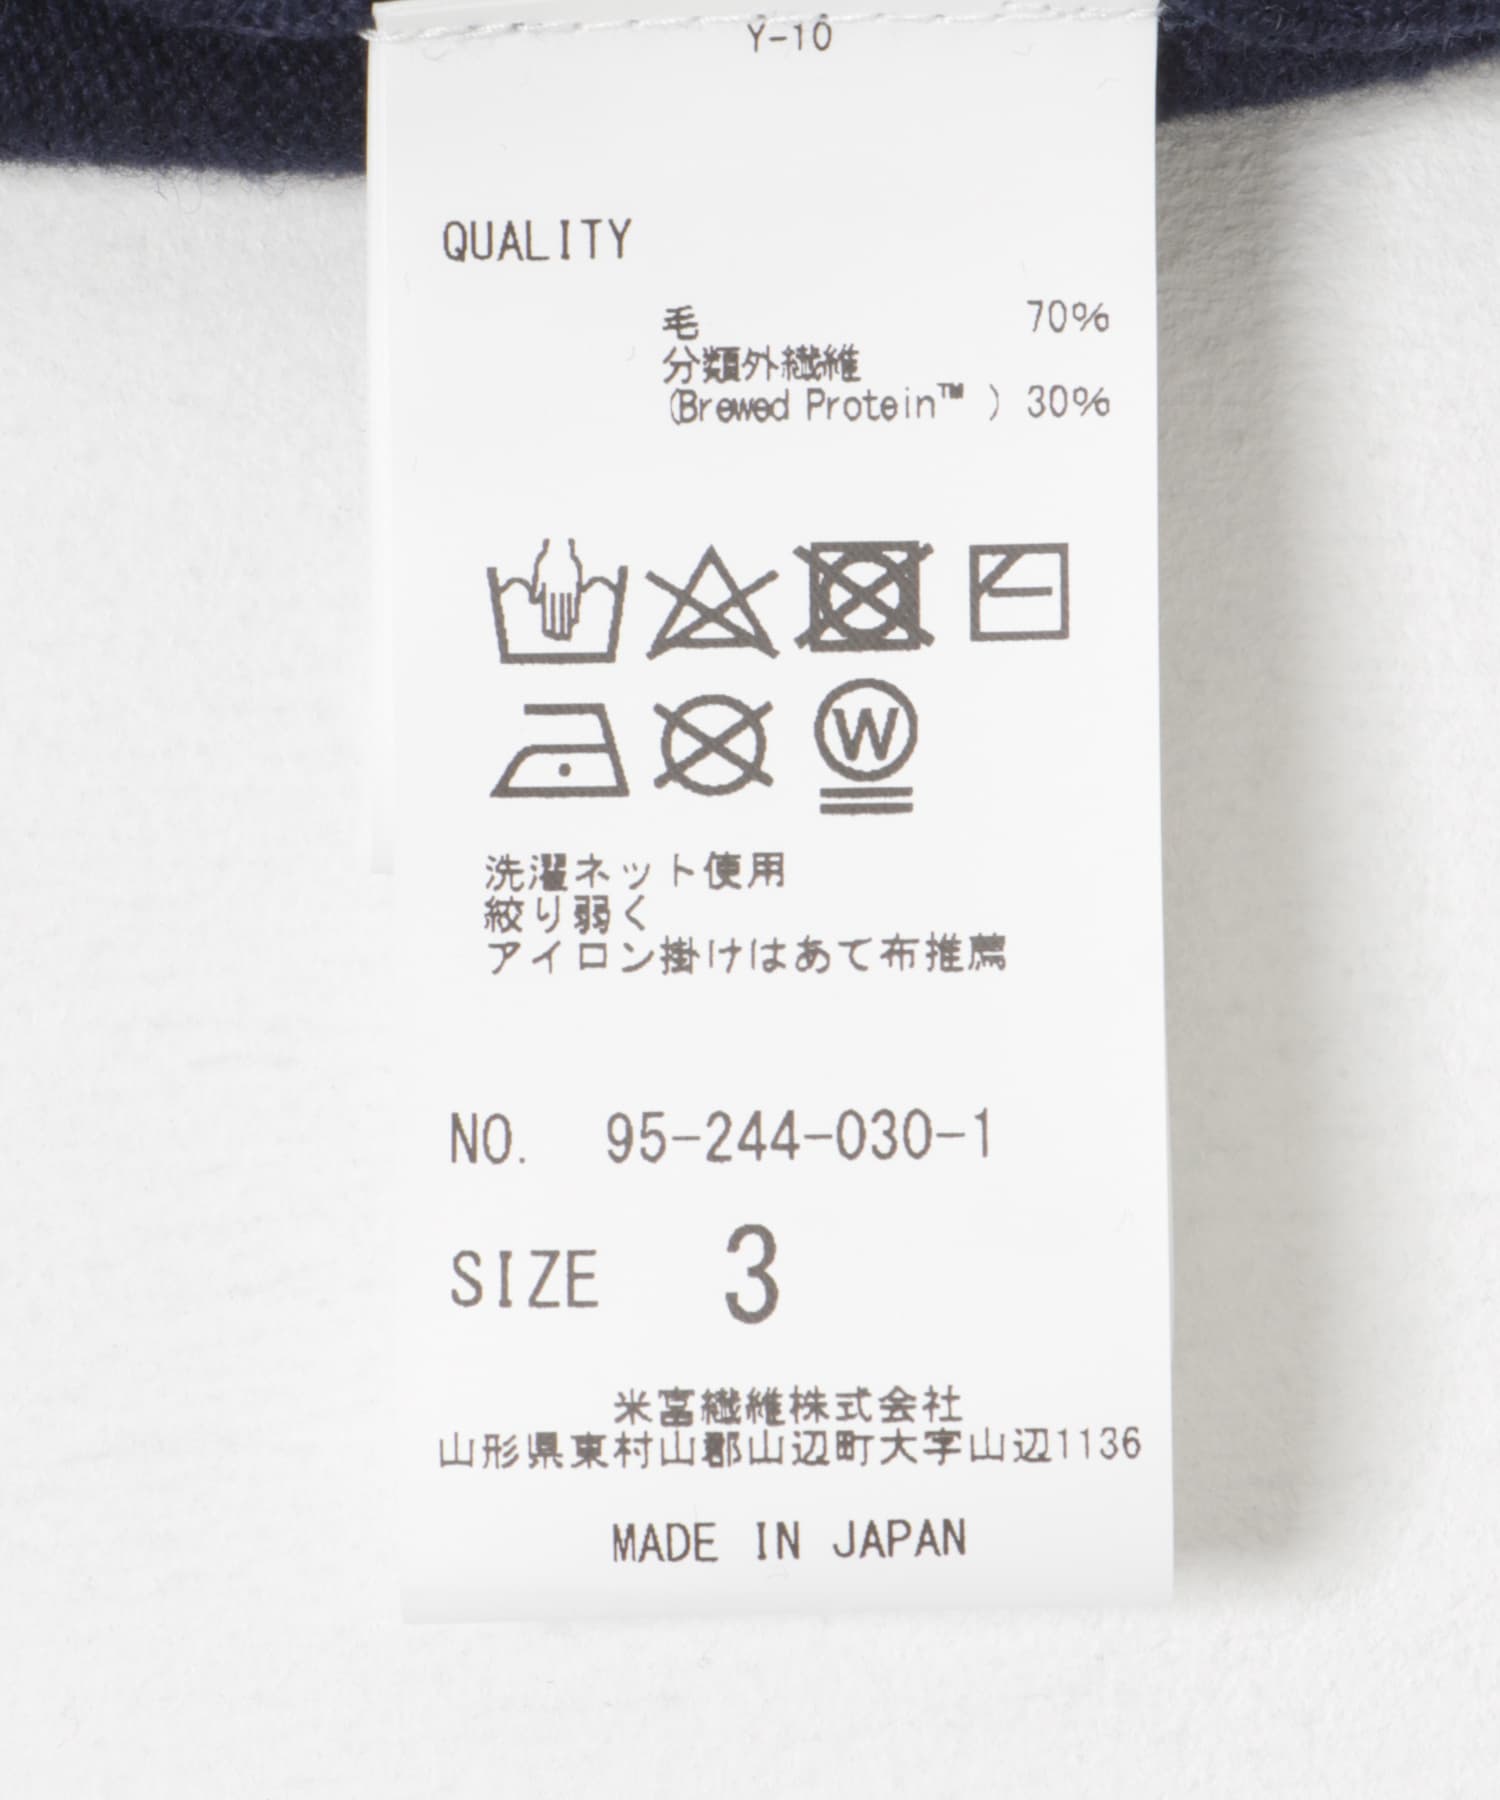 Y-10
QUALITY
毛 70%
分類外繊維
(Brewed Protein™ ) 30%
W
洗濯ネット使用
絞り弱く
アイロン掛けはあて布推薦
NO. 95-244-030-1
SIZE 3
米富繊維株式会社
山形県東村山郡山辺町大字山辺1136
MADE IN JAPAN